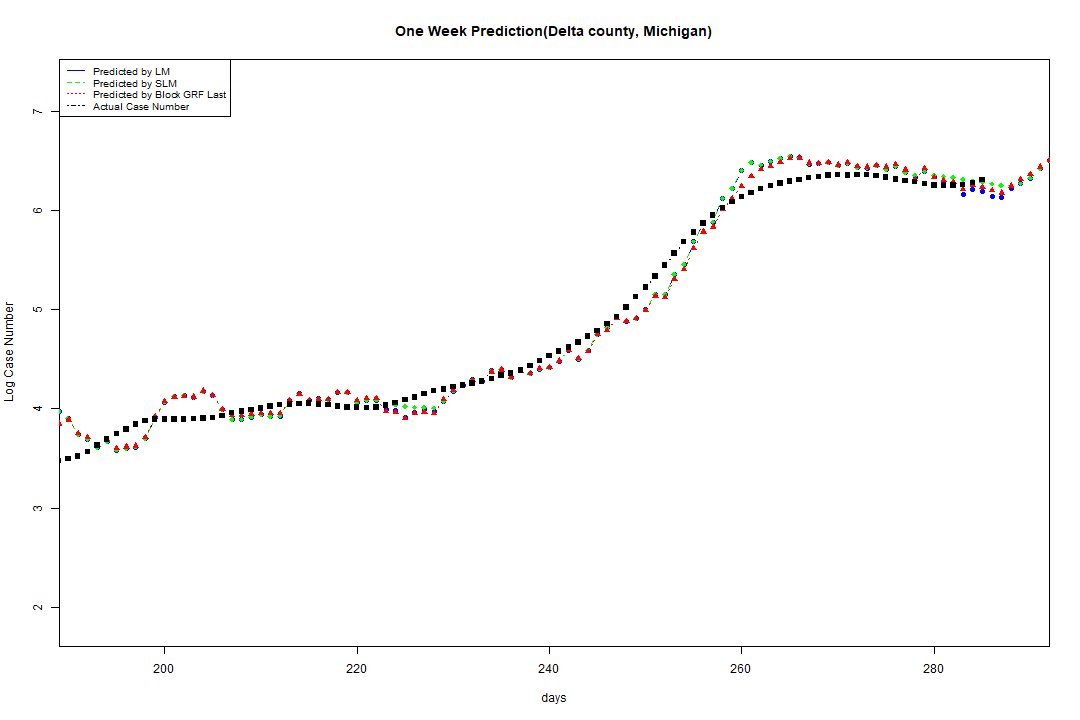 One Week Prediction(Delta county, Michigan)
Predicted by LM
Predicted by SLM
Predicted by Block GRF Last
Actual Case Number
7
6
5
4
3
2
Log Case Number
200 220 240 260 280
days